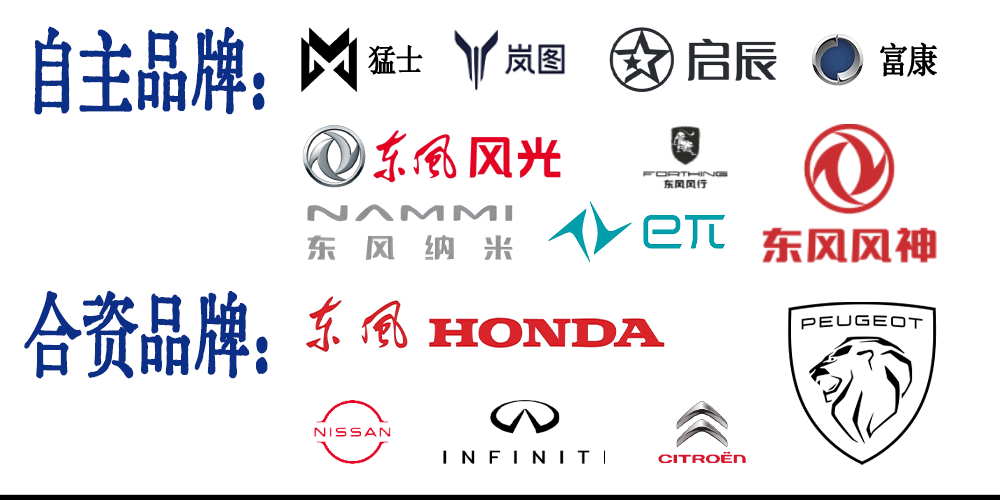 自主品牌:
猛士
岚图
启辰
富康
东风风光
FORTHING
东风风行
NAMMI
东风纳米
eπ
东风风神
合资品牌:
东风 HONDA
PEUGEOT
NISSAN
INFINITI
CITROËN